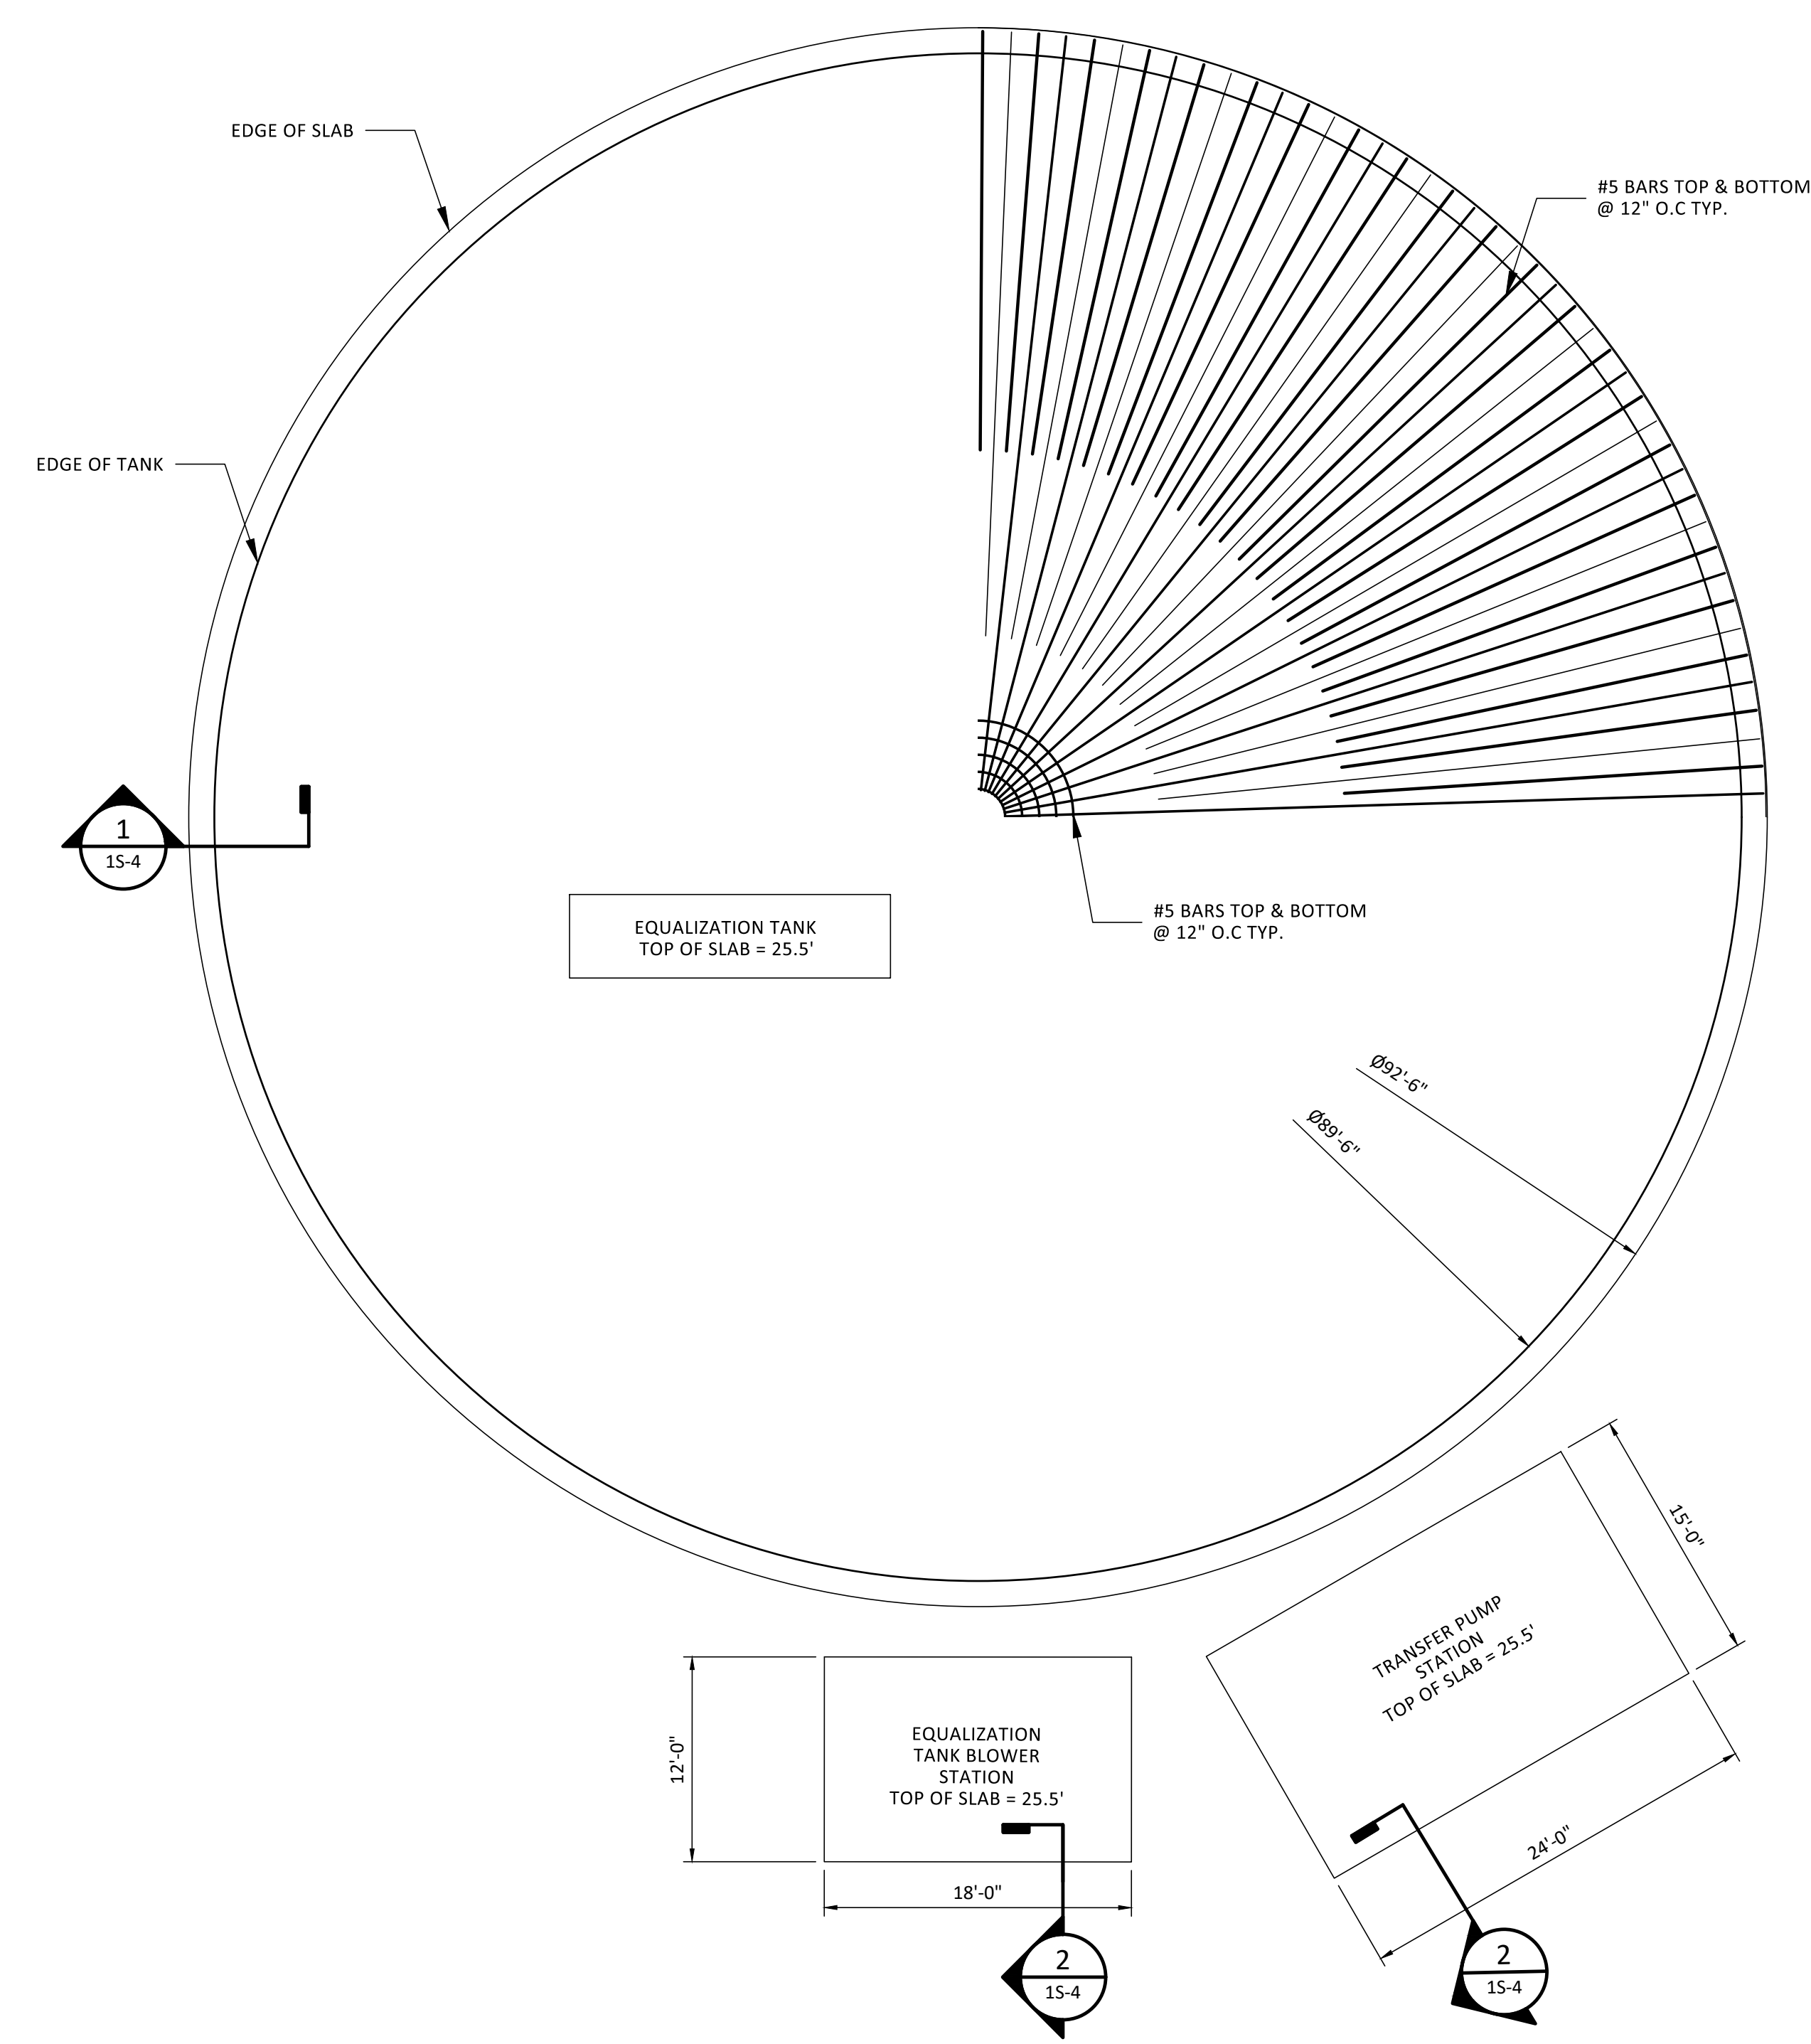 EDGE OF SLAB
#5 BARS TOP & BOTTOM
@ 12" O.C TYP.
EDGE OF TANK
1
1S-4
#5 BARS TOP & BOTTOM
@ 12" O.C TYP.
EQUALIZATION TANK
TOP OF SLAB = 25.5'
Ø92'-6"
Ø89'-6"
15'-0"
TRANSFER PUMP
STATION
TOP OF SLAB = 25.5'
12'-0"
EQUALIZATION
TANK BLOWER
STATION
TOP OF SLAB = 25.5'
24'-0"
18'-0"
2
1S-4
2
1S-4